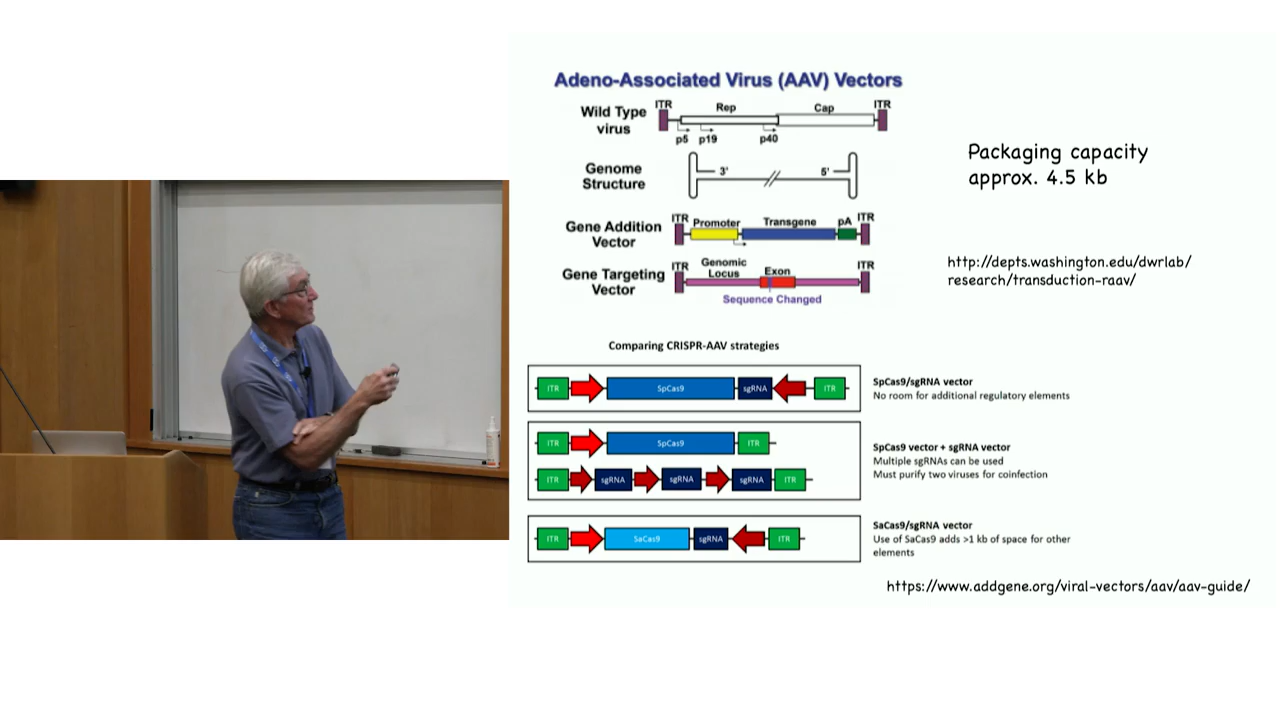 Adeno-Associated Virus (AAV) Vectors
Wild Type
virus
ITR Rep Cap ITR
p5 p19 p40
Genome
Structure
3' 5'
Gene Addition
Vector
ITR Promoter Transgene pA ITR
Gene Targeting
Vector
ITR Genomic
Locus
Exon ITR
Sequence Changed
Packaging capacity
approx. 4.5 kb
http://depts.washington.edu/dwrlab/
research/transduction-raav/
Comparing CRISPR-AAV strategies
ITR SpCas9 sgRNA ITR
SpCas9/sgRNA vector
No room for additional regulatory elements
ITR SpCas9 ITR
ITR sgRNA sgRNA sgRNA ITR
SpCas9 vector + sgRNA vector
Multiple sgRNAs can be used
Must purify two viruses for coinfection
ITR SaCas9 sgRNA ITR
SaCas9/sgRNA vector
Use of SaCas9 adds >1 kb of space for other
elements
https://www.addgene.org/viral-vectors/aav/aav-guide/